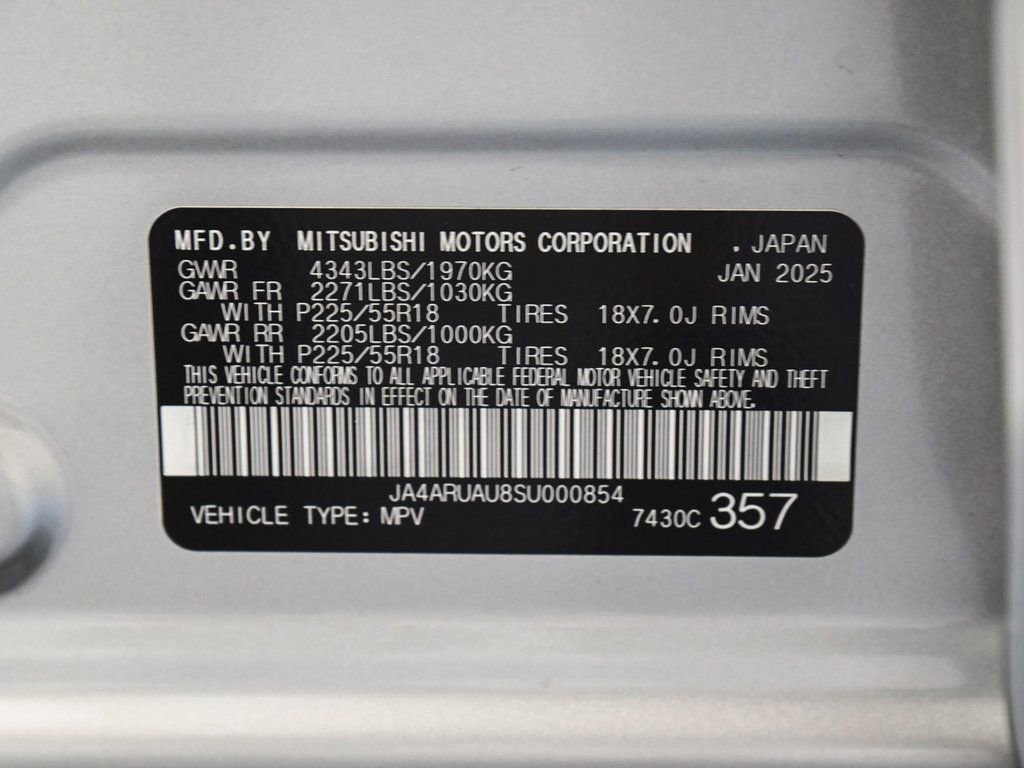 MFD.BY MITSUBISHI MOTORS CORPORATION . JAPAN
GWWR 4343LBS/1970KG JAN 2025
GAWR FR 2271LBS/1030KG
WITH P225/55R18 TIRES 18X7.0J RIMS
GAWR RR 2205LBS/1000KG
WITH P225/55R18 TIRES 18X7.0J RIMS
THIS VEHICLE CONFORMS TO ALL APPLICABLE FEDERAL MOTOR VEHICLE SAFETY AND THEFT
PREVENTION STANDARDS IN EFFECT ON THE DATE OF MANUFACTURE SHOWN ABOVE.
JA4ARUAU8SU000854
VEHICLE TYPE: MPV 7430C 357